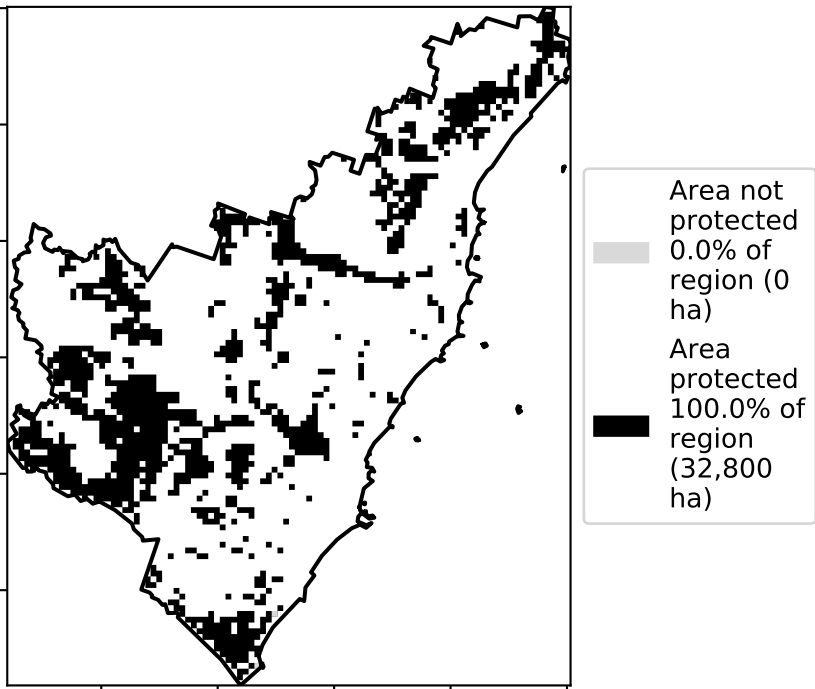 Area not
protected
0.0% of
region (0
ha)
Area
protected
100.0% of
region
(32,800
ha)